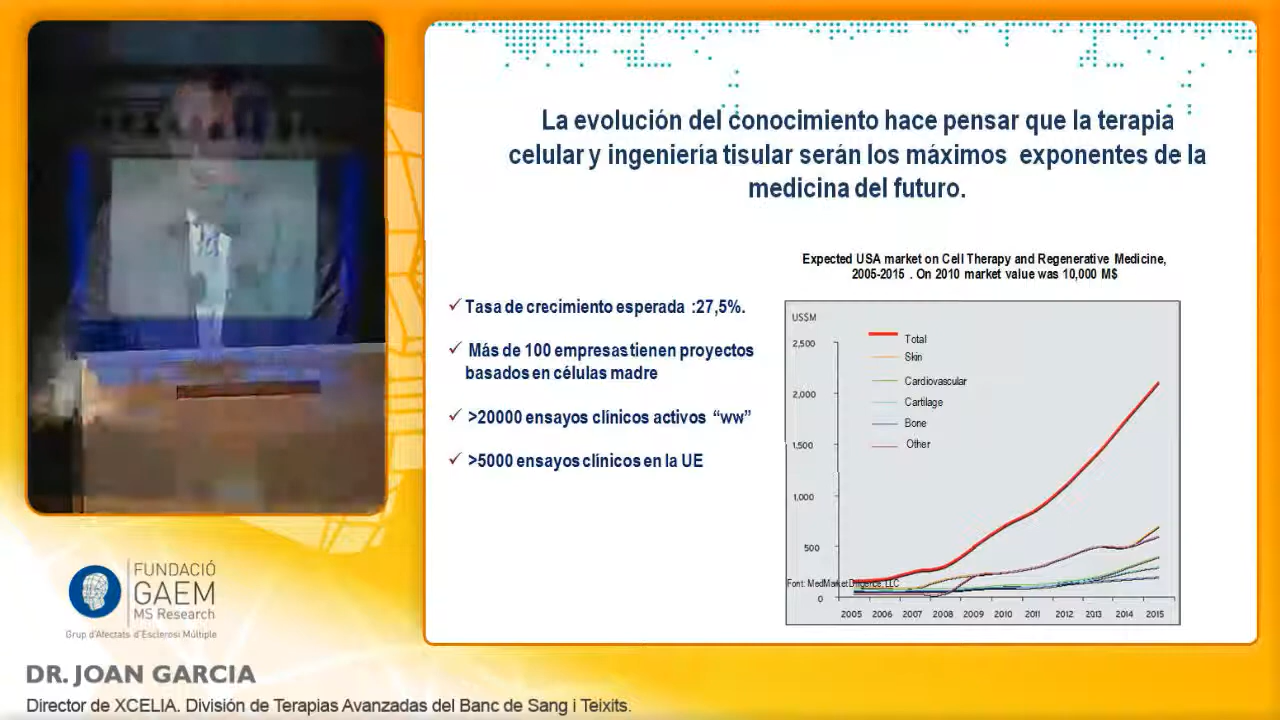 La evolución del conocimiento hace pensar que la terapia
celular y ingeniería tisular serán los máximos exponentes de la
medicina del futuro.
Expected USA market on Cell Therapy and Regenerative Medicine,
2005-2015 . On 2010 market value was 10,000 M$
✓ Tasa de crecimiento esperada :27,5%.
✓ Más de 100 empresas tienen proyectos
basados en células madre
✓ >20000 ensayos clínicos activos “ww”
✓ >5000 ensayos clínicos en la UE
US$M
2,500
2,000
1,500
1,000
500
0
Total
Skin
Cardiovascular
Cartilage
Bone
Other
Font: MedMarket Diligence, LLC
2005 2006 2007 2008 2009 2010 2011 2012 2013 2014 2015
FUNDACIÓ
GAEM
MS Research
Grup d'Afectats d'Esclerosi Múltiple
DR. JOAN GARCIA
Director de XCELIA. División de Terapias Avanzadas del Banc de Sang i Teixits.